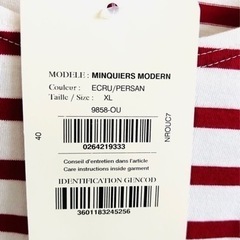 MODELE : MINQUIERS MODERN
Couleur : ECRU/PERSAN
Taille / Size : XL
9858-OU
40
NROUC7
0264219333
Conseil d'entretien dans l'article
Care instructions inside garment
IDENTIFICATION GENCOD
3601183245256